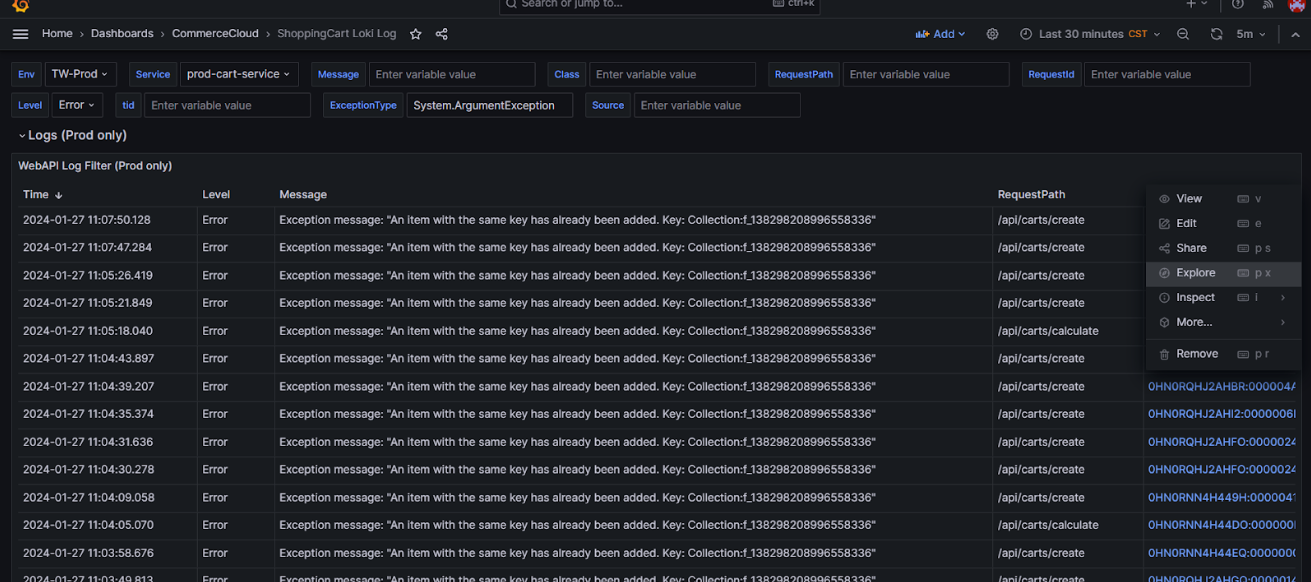 Search or jump to... ctrl+k
Home › Dashboards › CommerceCloud › ShoppingCart Loki Log Add Last 30 minutes CST 5m
Env TW-Prod Service prod-cart-service Message Enter variable value Class Enter variable value RequestPath Enter variable value RequestId Enter variable value
Level Error tid Enter variable value ExceptionType System.ArgumentException Source Enter variable value
Logs (Prod only)
WebAPI Log Filter (Prod only)
Time ↓ Level Message RequestPath
2024-01-27 11:07:50.128 Error Exception message: "An item with the same key has already been added. Key: Collection:f_138298208996558336" /api/carts/create
2024-01-27 11:07:47.284 Error Exception message: "An item with the same key has already been added. Key: Collection:f_138298208996558336" /api/carts/create
2024-01-27 11:05:26.419 Error Exception message: "An item with the same key has already been added. Key: Collection:f_138298208996558336" /api/carts/create
2024-01-27 11:05:21.849 Error Exception message: "An item with the same key has already been added. Key: Collection:f_138298208996558336" /api/carts/create
2024-01-27 11:05:18.040 Error Exception message: "An item with the same key has already been added. Key: Collection:f_138298208996558336" /api/carts/calculate
2024-01-27 11:04:43.897 Error Exception message: "An item with the same key has already been added. Key: Collection:f_138298208996558336" /api/carts/create
View v
Edit e
Share p s
Explore p x
Inspect i
More...
Remove p r
2024-01-27 11:04:39.207 Error Exception message: "An item with the same key has already been added. Key: Collection:f_138298208996558336" /api/carts/create 0HN0RQHJ2AHBR:000004A
2024-01-27 11:04:35.374 Error Exception message: "An item with the same key has already been added. Key: Collection:f_138298208996558336" /api/carts/create 0HN0RQHJ2AHI2:0000006
2024-01-27 11:04:31.636 Error Exception message: "An item with the same key has already been added. Key: Collection:f_138298208996558336" /api/carts/create 0HN0RQHJ2AHFO:0000024
2024-01-27 11:04:30.278 Error Exception message: "An item with the same key has already been added. Key: Collection:f_138298208996558336" /api/carts/create 0HN0RQHJ2AHFO:0000024
2024-01-27 11:04:09.058 Error Exception message: "An item with the same key has already been added. Key: Collection:f_138298208996558336" /api/carts/create 0HN0RNN4H449H:0000041
2024-01-27 11:04:05.070 Error Exception message: "An item with the same key has already been added. Key: Collection:f_138298208996558336" /api/carts/calculate 0HN0RNN4H44DO:000000
2024-01-27 11:03:58.676 Error Exception message: "An item with the same key has already been added. Key: Collection:f_138298208996558336" /api/carts/create 0HN0RNN4H44EQ:000000
2024-01-27 11:03:49.813 Error Exception message: "An item with the same key has already been added. Key: Collection:f_138298208996558336" /api/carts/create